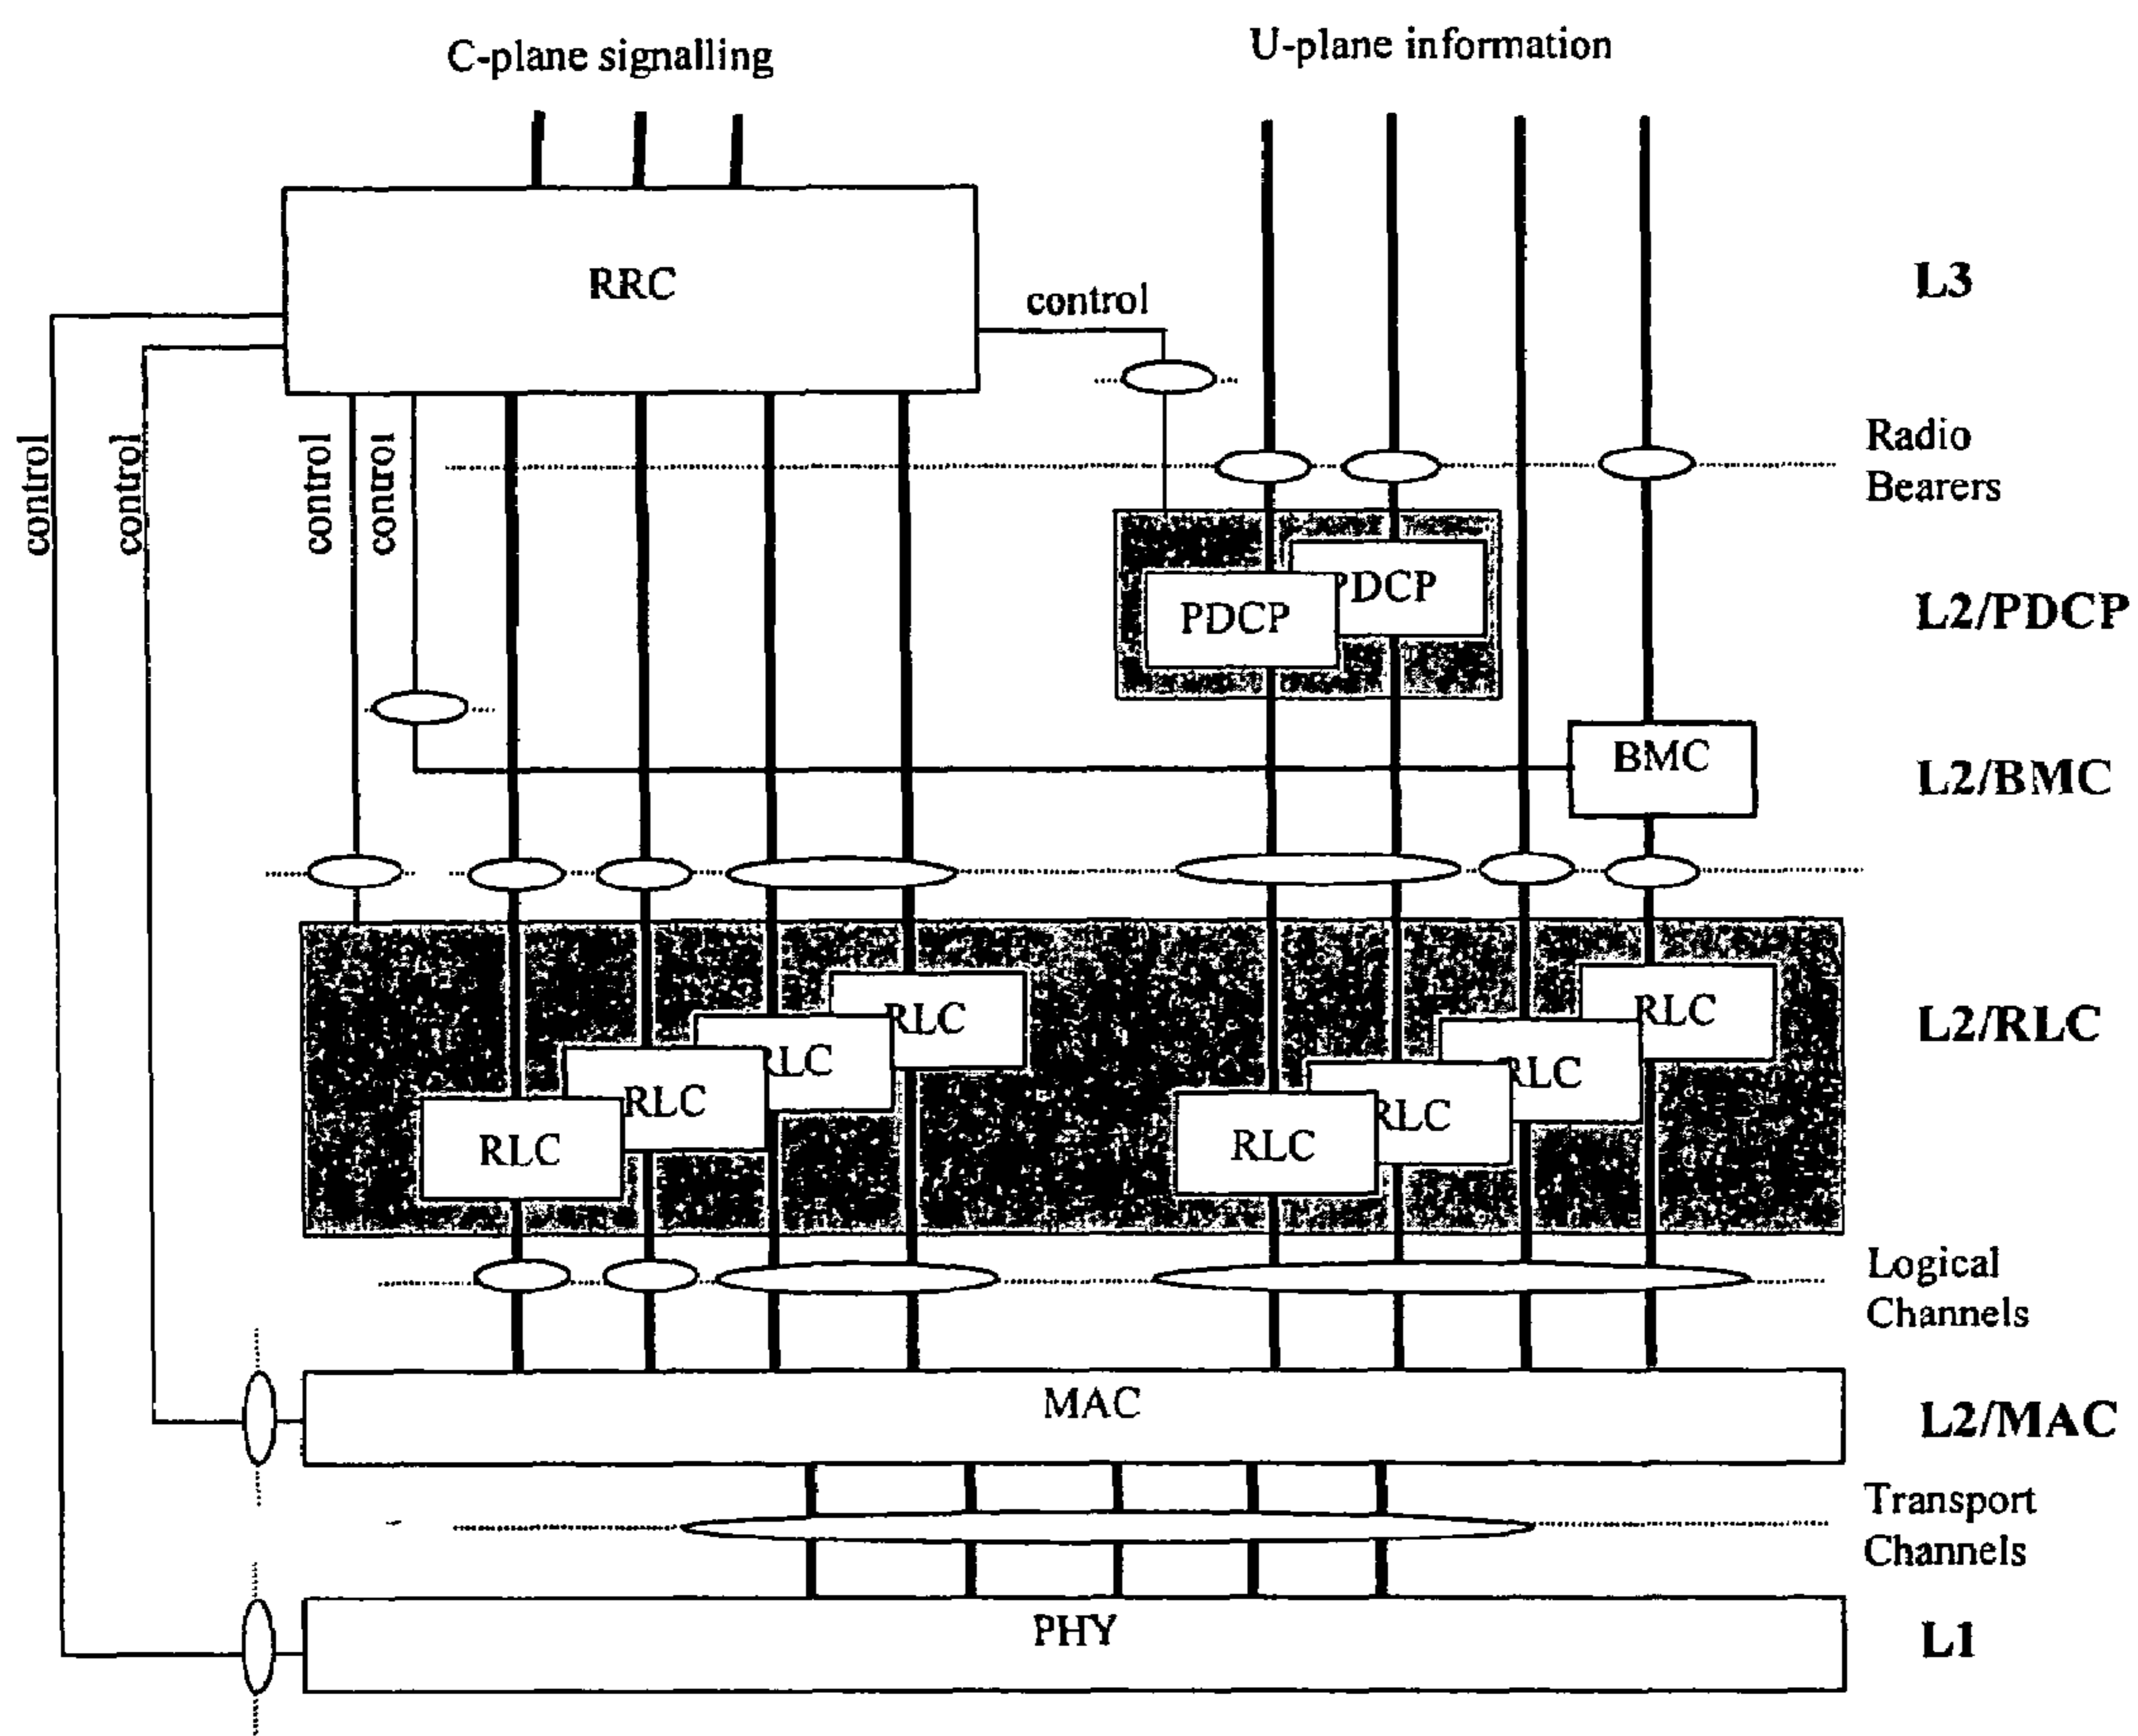 C-plane signalling
U-plane information
RRC
control
L3
control
control
control
control
Radio
Bearers
PDCP
PDCP
L2/PDCP
BMC
L2/BMC
RLC
RLC
RLC
RLC
RLC
RLC
RLC
RLC
L2/RLC
Logical
Channels
MAC
L2/MAC
Transport
Channels
PHY
L1